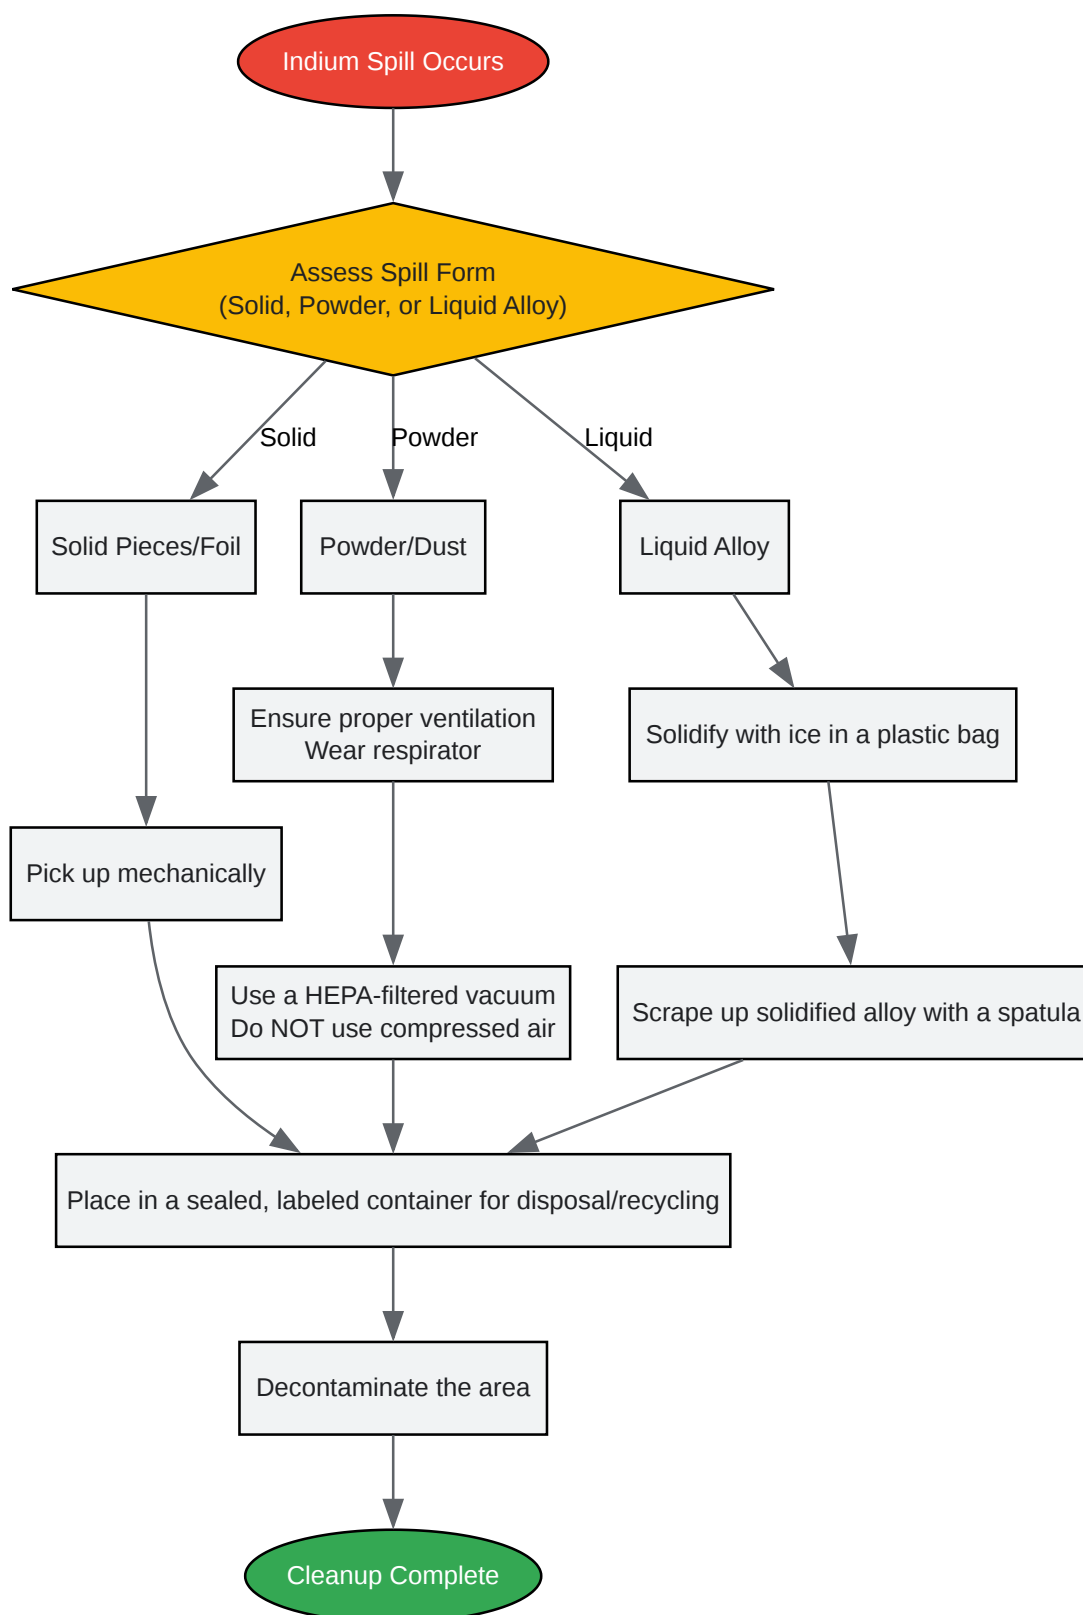 Indium Spill Occurs
Assess Spill Form
(Solid, Powder, or Liquid Alloy)
Solid
Powder
Liquid
Solid Pieces/Foil
Powder/Dust
Liquid Alloy
Ensure proper ventilation
Wear respirator
Solidify with ice in a plastic bag
Pick up mechanically
Use a HEPA-filtered vacuum
Do NOT use compressed air
Scrape up solidified alloy with a spatula
Place in a sealed, labeled container for disposal/recycling
Decontaminate the area
Cleanup Complete